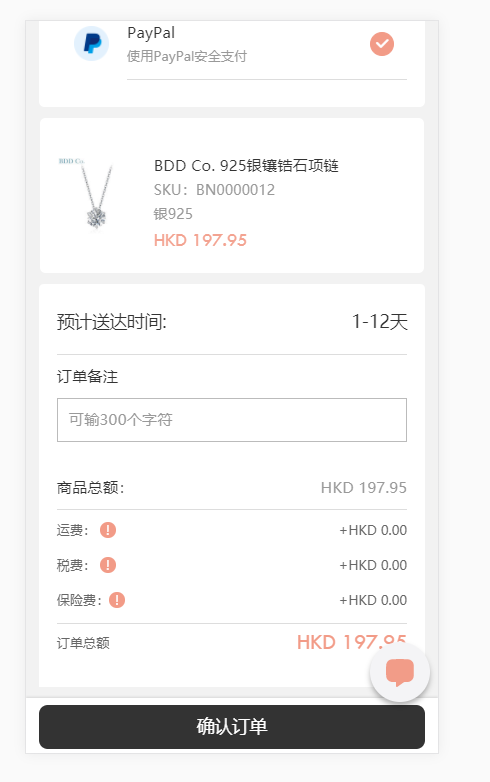 PayPal
使用PayPal安全支付
BDD Co.
BDD Co. 925银镶锆石项链
SKU：BN0000012
银925
HKD 197.95
预计送达时间: 1-12天
订单备注
可输300个字符
商品总额： HKD 197.95
运费： ! +HKD 0.00
税费： ! +HKD 0.00
保险费： ! +HKD 0.00
订单总额 HKD 197.95
确认订单